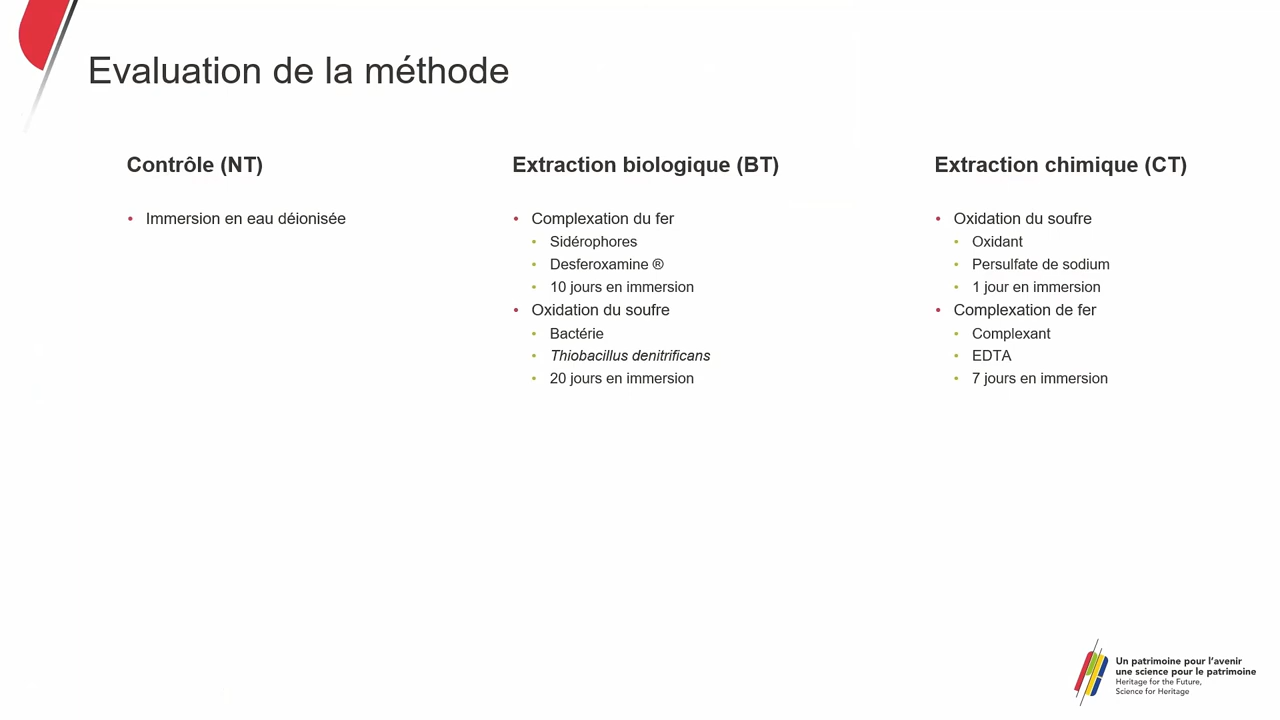 Evaluation de la méthode
Contrôle (NT)
• Immersion en eau déionisée
Extraction biologique (BT)
• Complexation du fer
• Sidérophores
• Desferoxamine ®
• 10 jours en immersion
• Oxidation du soufre
• Bactérie
• Thiobacillus denitrificans
• 20 jours en immersion
Extraction chimique (CT)
• Oxidation du soufre
• Oxidant
• Persulfate de sodium
• 1 jour en immersion
• Complexation de fer
• Complexant
• EDTA
• 7 jours en immersion
Un patrimoine pour l'avenir
une science pour le patrimoine
Heritage for the Future,
Science for Heritage